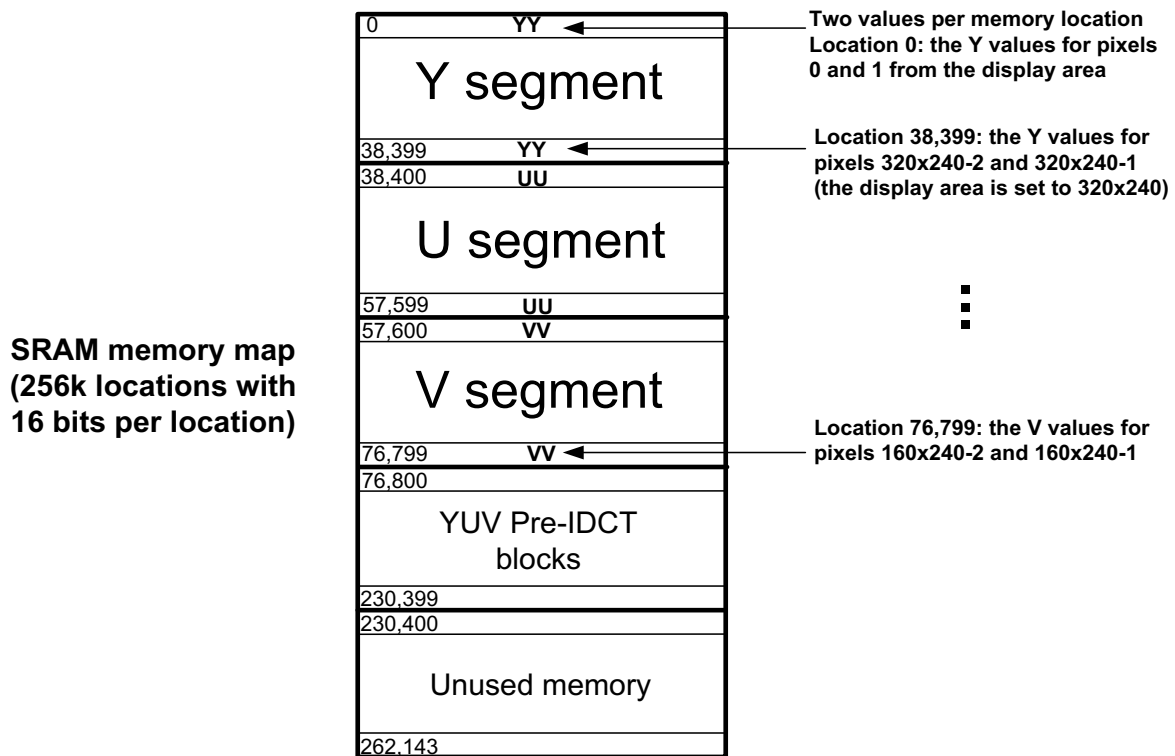 0 YY
Two values per memory location
Location 0: the Y values for pixels
0 and 1 from the display area
Y segment
38,399 YY
Location 38,399: the Y values for
pixels 320x240-2 and 320x240-1
(the display area is set to 320x240)
38,400 UU
U segment
57,599 UU
57,600 VV
SRAM memory map
(256k locations with
16 bits per location)
V segment
76,799 VV
Location 76,799: the V values for
pixels 160x240-2 and 160x240-1
76,800
YUV Pre-IDCT
blocks
230,399
230,400
Unused memory
262,143